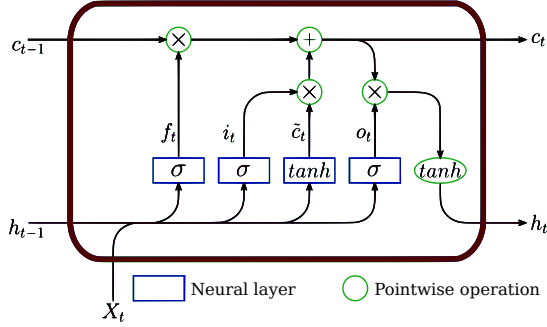 c_{t-1} × + c_t
× ×
f_t i_t c̃_t o_t
σ σ tanh σ tanh
h_{t-1} h_t
Neural layer Pointwise operation
X_t